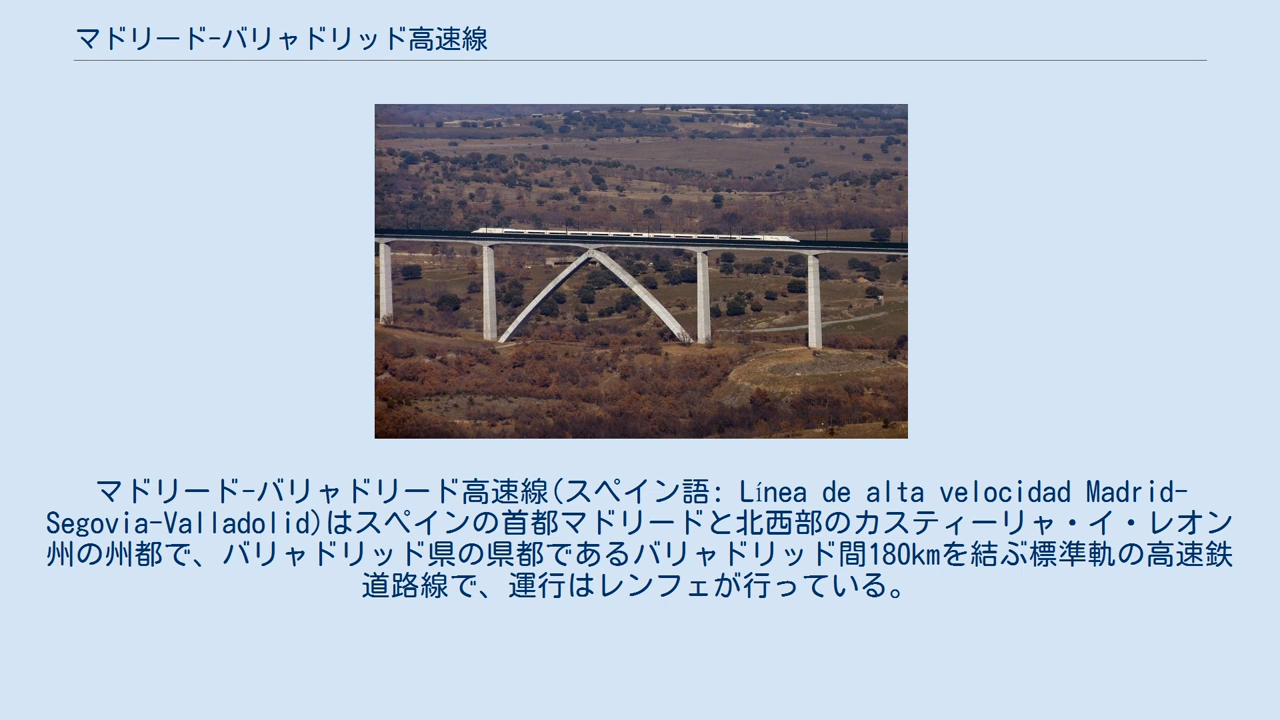 マドリード-バリャドリッド高速線
マドリード-バリャドリード高速線(スペイン語: Línea de alta velocidad Madrid-
Segovia-Valladolid)はスペインの首都マドリードと北西部のカスティーリャ・イ・レオン
州の州都で、バリャドリッド県の県都であるバリャドリッド間180kmを結ぶ標準軌の高速鉄
道路線で、運行はレンフェが行っている。